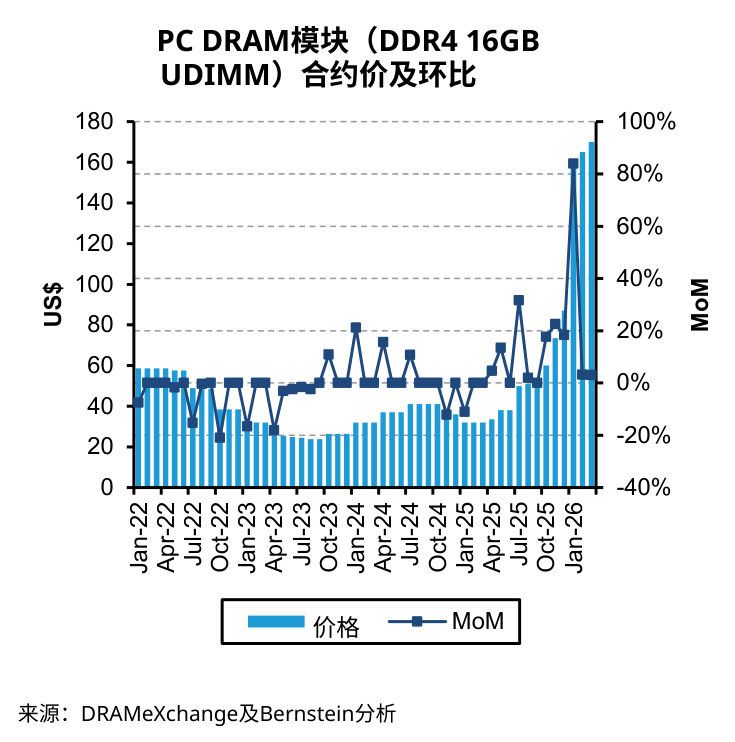 PC DRAM模块（DDR4 16GB
UDIMM）合约价及环比
180
160
140
120
100
80
60
40
20
0
US$
100%
80%
60%
40%
20%
0%
-20%
-40%
MoM
Jan-22
Apr-22
Jul-22
Oct-22
Jan-23
Apr-23
Jul-23
Oct-23
Jan-24
Apr-24
Jul-24
Oct-24
Jan-25
Apr-25
Jul-25
Oct-25
Jan-26
价格
MoM
来源：DRAMeXchange及Bernstein分析